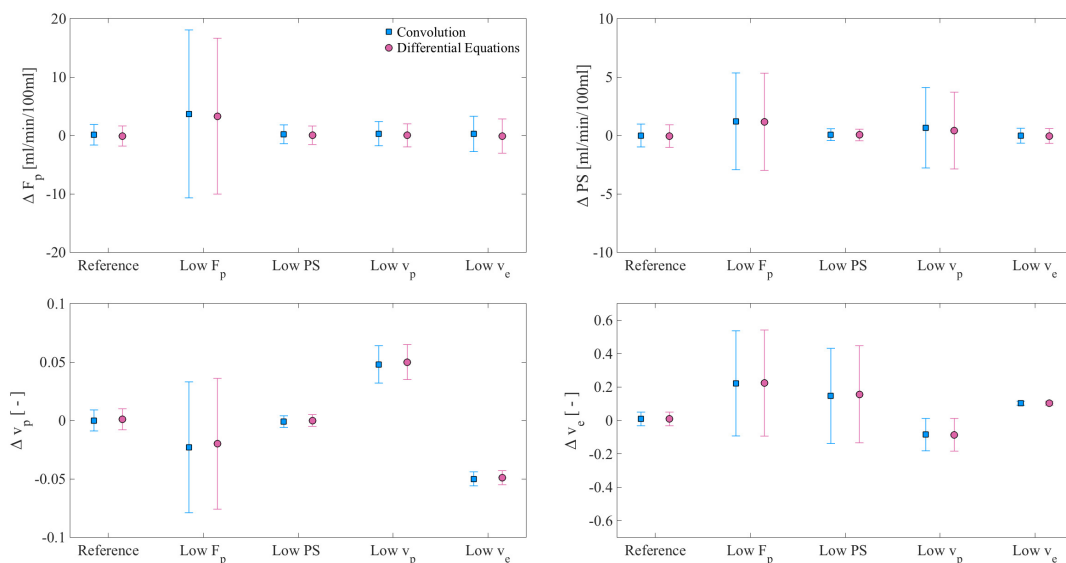 20
10
0
-10
-20
Δ F_p [ml/min/100ml]
Convolution
Differential Equations
Reference Low F_p Low PS Low v_p Low v_e
10
5
0
-5
-10
Δ PS [ml/min/100ml]
Reference Low F_p Low PS Low v_p Low v_e
0.1
0.05
0
-0.05
-0.1
Δ v_p [ - ]
Reference Low F_p Low PS Low v_p Low v_e
0.6
0.4
0.2
0
-0.2
-0.4
-0.6
Δ v_e [ - ]
Reference Low F_p Low PS Low v_p Low v_e